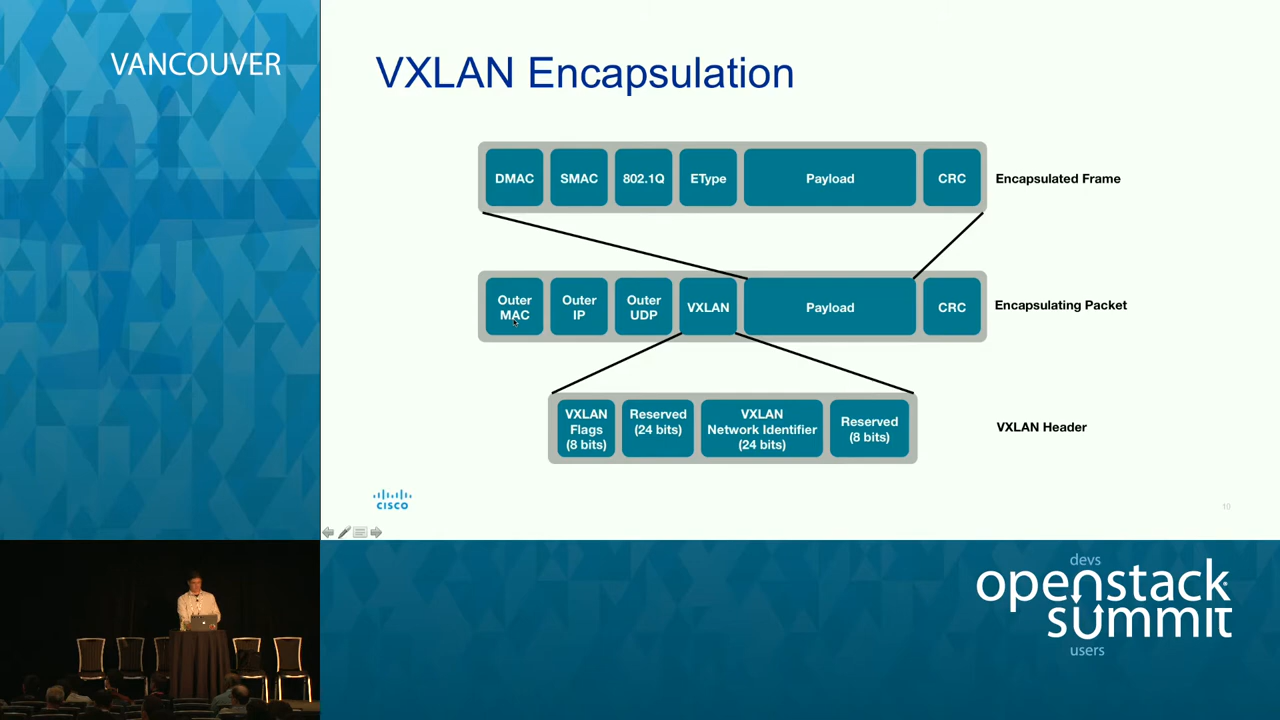 VANCOUVER
VXLAN Encapsulation
DMAC
SMAC
802.1Q
EType
Payload
CRC
Encapsulated Frame
Outer
MAC
Outer
IP
Outer
UDP
VXLAN
Payload
CRC
Encapsulating Packet
VXLAN
Flags
(8 bits)
Reserved
(24 bits)
VXLAN
Network Identifier
(24 bits)
Reserved
(8 bits)
VXLAN Header
CISCO
10
devs
openstack
summit
users